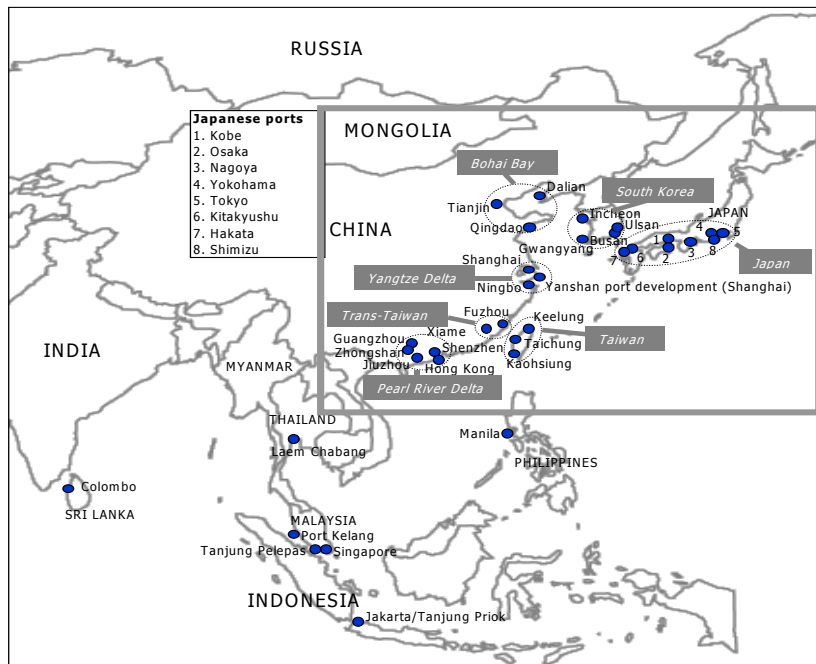 RUSSIA
Japanese ports
1. Kobe
2. Osaka
3. Nagoya
4. Yokohama
5. Tokyo
6. Kitakyushu
7. Hakata
8. Shimizu
MONGOLIA
Bohai Bay
Dalian
South Korea
Tianjin
Incheon
Ulsan
JAPAN
CHINA
Qingdao
Busan
4
5
1
Gwangyang
7
6
2
3
8
Japan
Shanghai
Yangtze Delta
Ningbo
Yanshan port development (Shanghai)
Trans-Taiwan
Fuzhou
Keelung
Xiame
Guangzhou
Taichung
Taiwan
Shenzhen
Zhongshan
Jiuzhou
Hong Kong
Kaohsiung
Pearl River Delta
INDIA
MYANMAR
THAILAND
Laem Chabang
Manila
PHILIPPINES
Colombo
SRI LANKA
MALAYSIA
Port Kelang
Tanjung Pelepas
Singapore
INDONESIA
Jakarta/Tanjung Priok